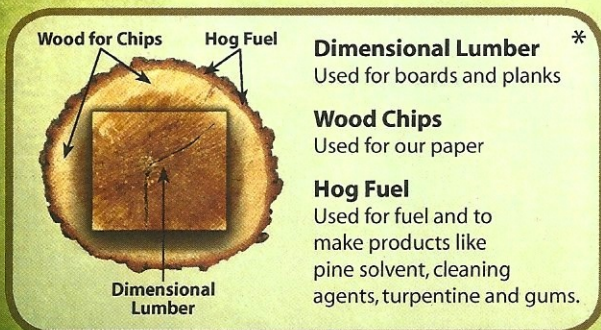 Wood for Chips
Hog Fuel
Dimensional
Lumber
Dimensional Lumber *
Used for boards and planks
Wood Chips
Used for our paper
Hog Fuel
Used for fuel and to
make products like
pine solvent, cleaning
agents, turpentine and gums.